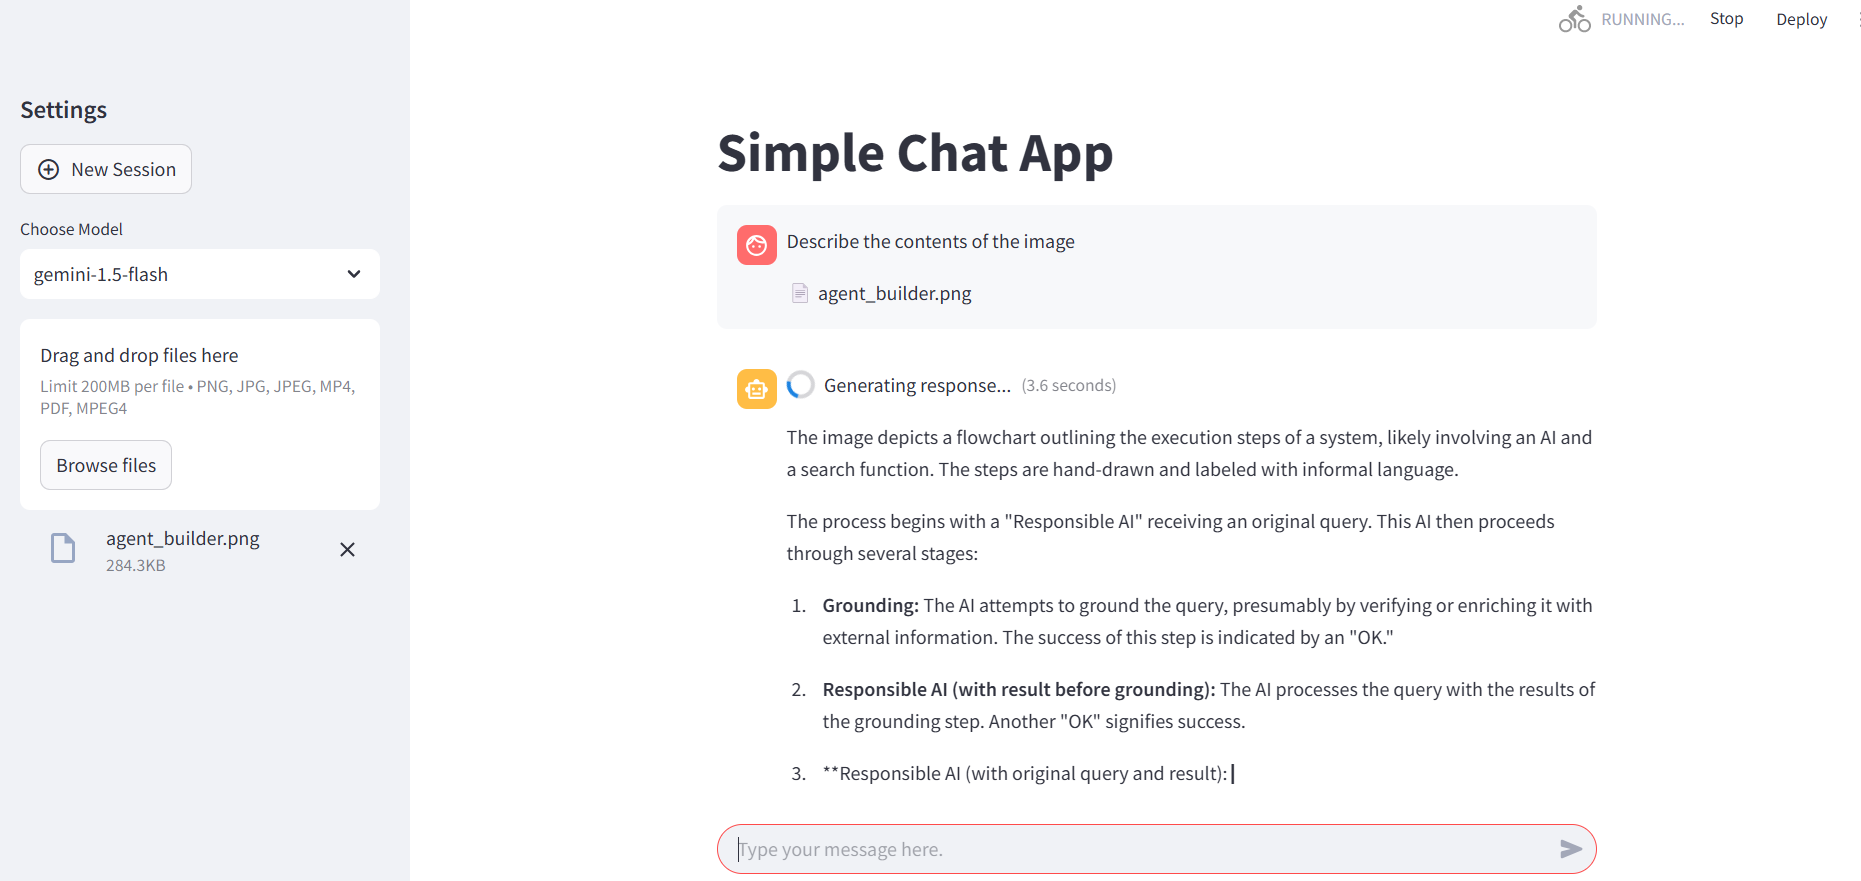 RUNNING... Stop Deploy
Settings
New Session
Choose Model
gemini-1.5-flash
Drag and drop files here
Limit 200MB per file • PNG, JPG, JPEG, MP4,
PDF, MPEG4
Browse files
agent_builder.png
284.3KB
Simple Chat App
Describe the contents of the image
agent_builder.png
Generating response... (3.6 seconds)
The image depicts a flowchart outlining the execution steps of a system, likely involving an AI and
a search function. The steps are hand-drawn and labeled with informal language.
The process begins with a "Responsible AI" receiving an original query. This AI then proceeds
through several stages:
1. Grounding: The AI attempts to ground the query, presumably by verifying or enriching it with
external information. The success of this step is indicated by an "OK."
2. Responsible AI (with result before grounding): The AI processes the query with the results of
the grounding step. Another "OK" signifies success.
3. **Responsible AI (with original query and result):
Type your message here.